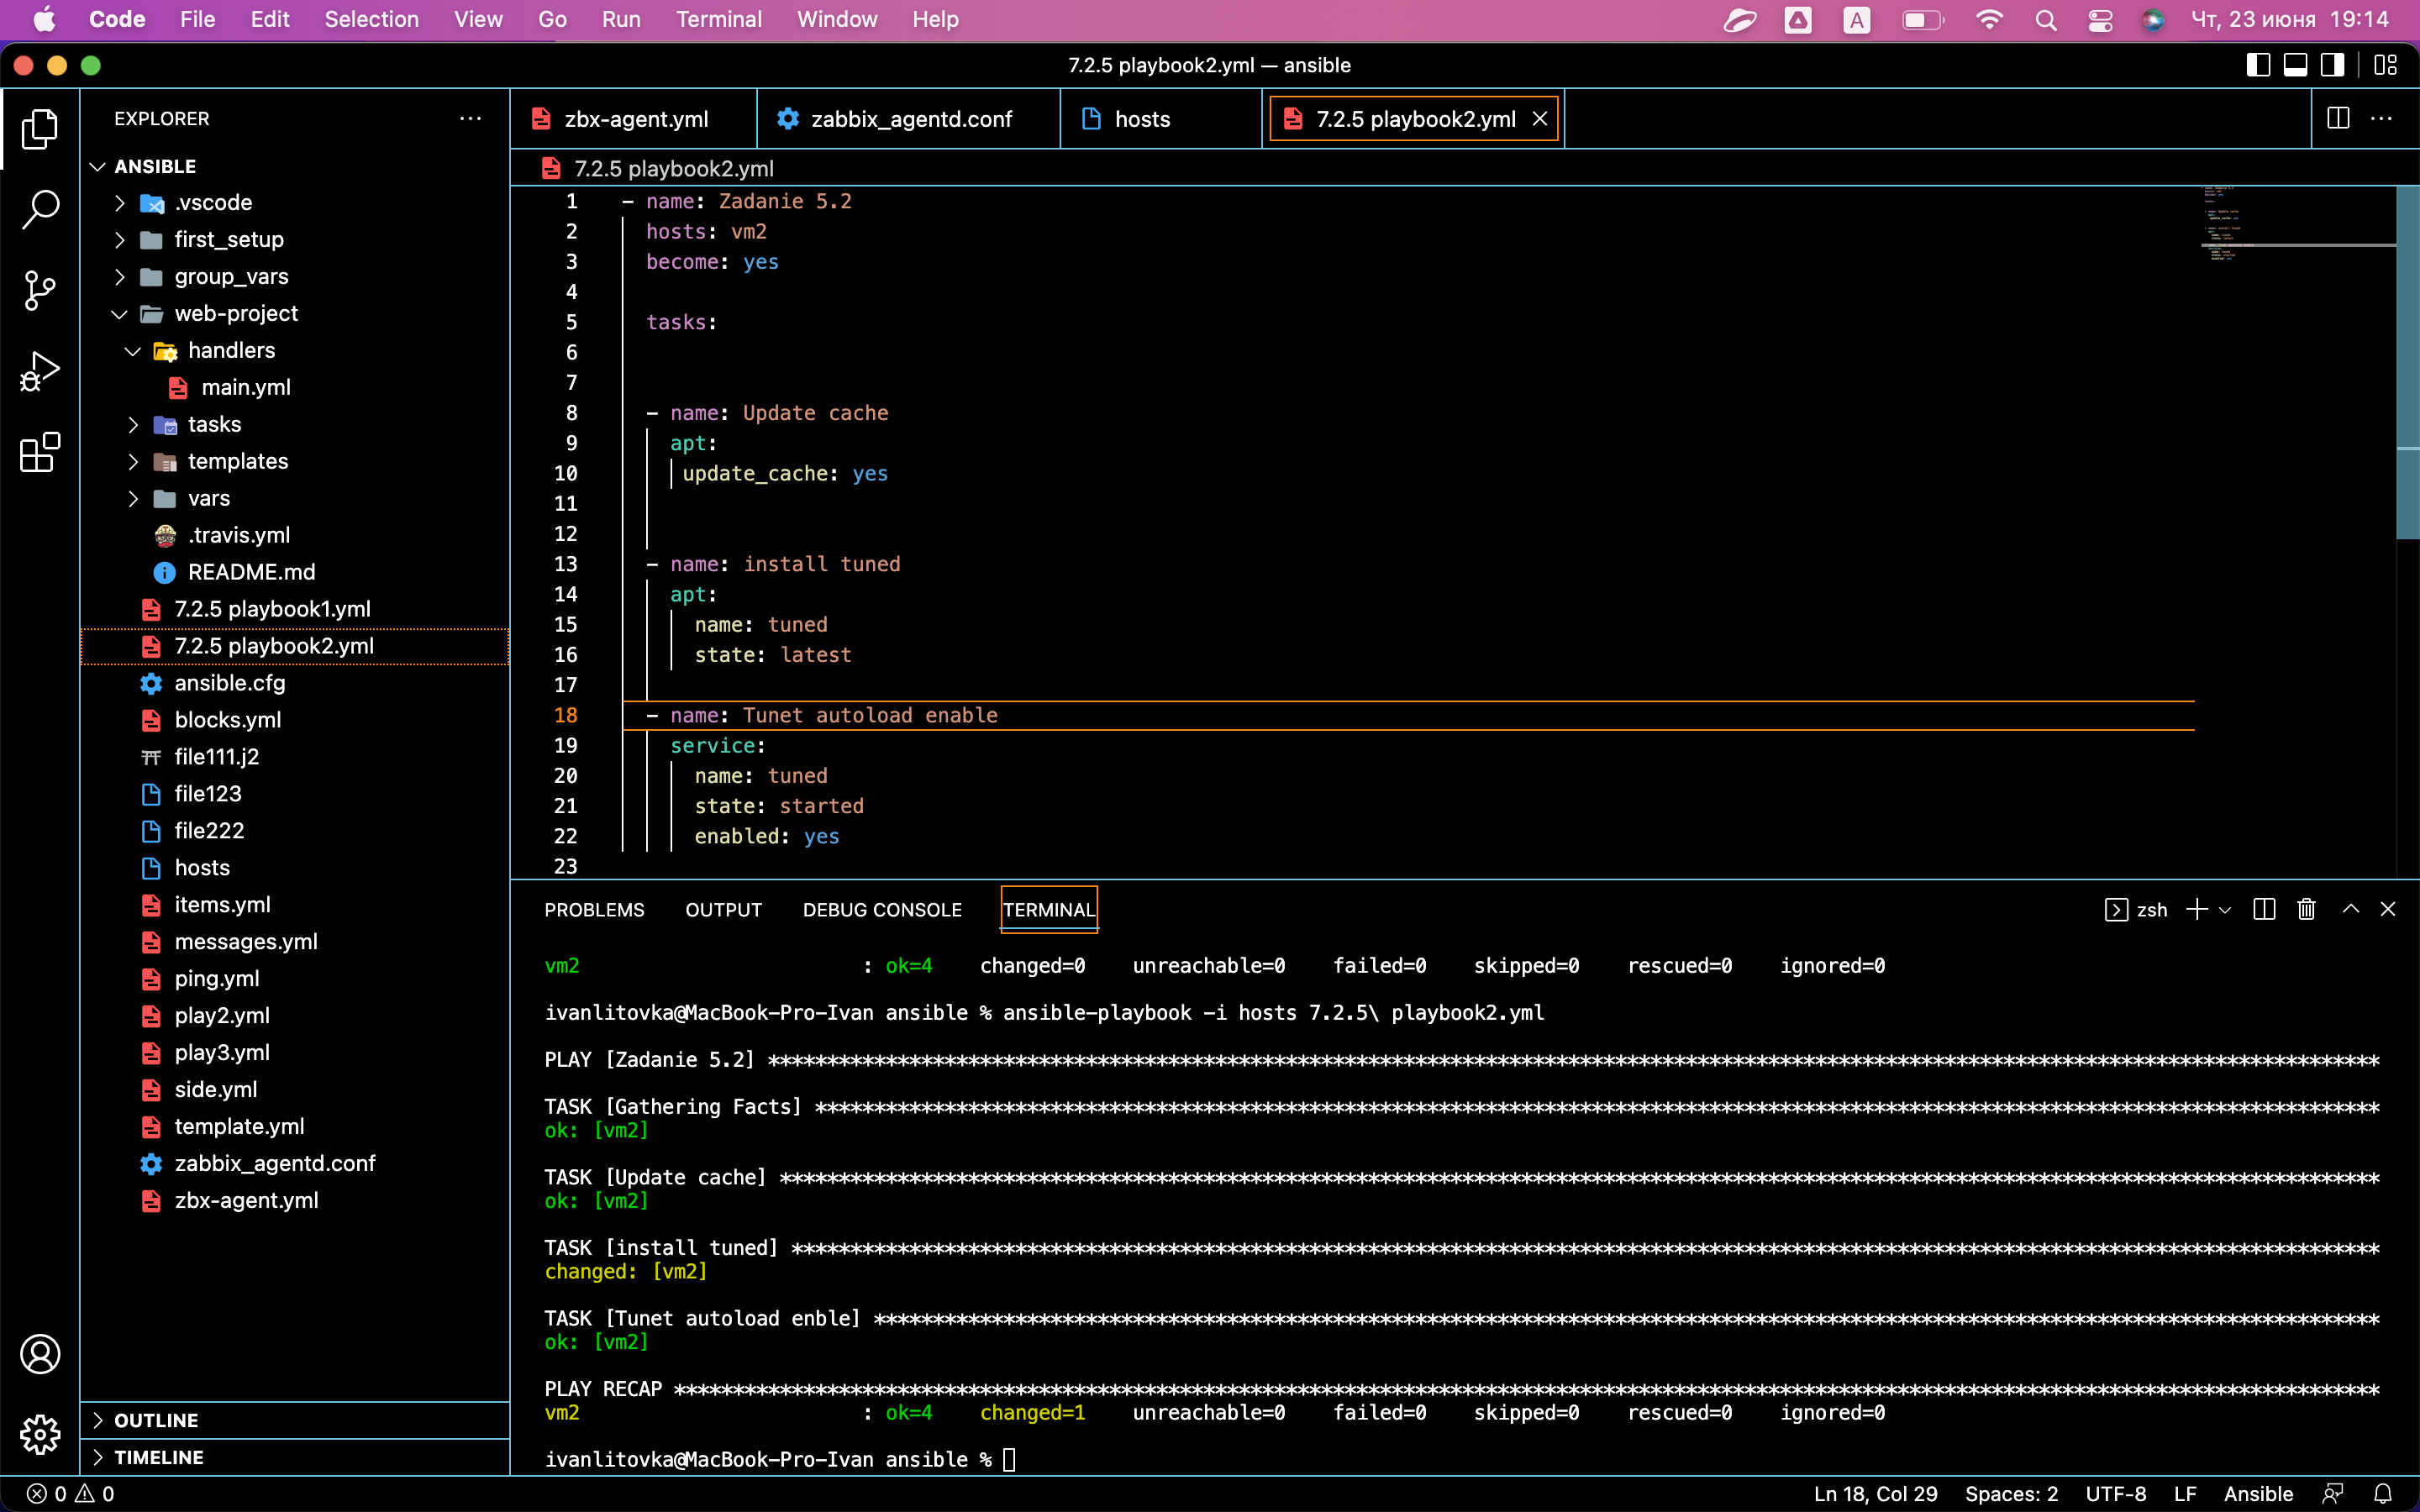 Code File Edit Selection View Go Run Terminal Window Help A Чт, 23 июня 19:14
7.2.5 playbook2.yml — ansible
EXPLORER
ANSIBLE
.vscode
first_setup
group_vars
web-project
handlers
main.yml
tasks
templates
vars
.travis.yml
README.md
7.2.5 playbook1.yml
7.2.5 playbook2.yml
ansible.cfg
blocks.yml
file111.j2
file123
file222
hosts
items.yml
messages.yml
ping.yml
play2.yml
play3.yml
side.yml
template.yml
zabbix_agentd.conf
zbx-agent.yml
OUTLINE
TIMELINE
zbx-agent.yml zabbix_agentd.conf hosts 7.2.5 playbook2.yml
7.2.5 playbook2.yml
1 - name: Zadanie 5.2
2 hosts: vm2
3 become: yes
4
5 tasks:
6
7
8 - name: Update cache
9 apt:
10 update_cache: yes
11
12
13 - name: install tuned
14 apt:
15 name: tuned
16 state: latest
17
18 - name: Tunet autoload enable
19 service:
20 name: tuned
21 state: started
22 enabled: yes
23
PROBLEMS OUTPUT DEBUG CONSOLE TERMINAL zsh
vm2 : ok=4 changed=0 unreachable=0 failed=0 skipped=0 rescued=0 ignored=0
ivanlitovka@MacBook-Pro-Ivan ansible % ansible-playbook -i hosts 7.2.5\ playbook2.yml
PLAY [Zadanie 5.2] ****************************************************************************************************************************************
TASK [Gathering Facts] ************************************************************************************************************************************
ok: [vm2]
TASK [Update cache] ***************************************************************************************************************************************
ok: [vm2]
TASK [install tuned] **************************************************************************************************************************************
changed: [vm2]
TASK [Tunet autoload enble] *******************************************************************************************************************************
ok: [vm2]
PLAY RECAP ************************************************************************************************************************************************
vm2 : ok=4 changed=1 unreachable=0 failed=0 skipped=0 rescued=0 ignored=0
ivanlitovka@MacBook-Pro-Ivan ansible %
0 0 Ln 18, Col 29 Spaces: 2 UTF-8 LF Ansible